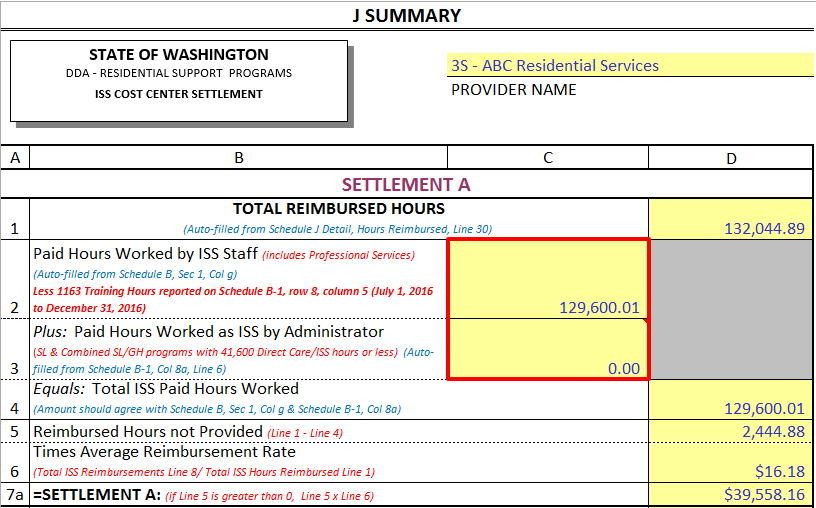 J SUMMARY
STATE OF WASHINGTON
DDA - RESIDENTIAL SUPPORT PROGRAMS
ISS COST CENTER SETTLEMENT
3S - ABC Residential Services
PROVIDER NAME
A B C D
SETTLEMENT A
TOTAL REIMBURSED HOURS
1 (Auto-filled from Schedule J Detail, Hours Reimbursed, Line 30) 132,044.89
Paid Hours Worked by ISS Staff (includes Professional Services)
(Auto-filled from Schedule B, Sec 1, Col g)
Less 1163 Training Hours reported on Schedule B-1, row 8, column 5 (July 1, 2016
2 to December 31, 2016) 129,600.01
Plus: Paid Hours Worked as ISS by Administrator
(SL & Combined SL/GH programs with 41,600 Direct Care/ISS hours or less) (Auto-
3 filled from Schedule B-1, Col 8a, Line 6) 0.00
Equals: Total ISS Paid Hours Worked
4 (Amount should agree with Schedule B, Sec 1, Col g & Schedule B-1, Col 8a) 129,600.01
5 Reimbursed Hours not Provided (Line 1 - Line 4) 2,444.88
Times Average Reimbursement Rate
6 (Total ISS Reimbursements Line 8/ Total ISS Hours Reimbursed Line 1) $16.18
7a =SETTLEMENT A: (if Line 5 is greater than 0, Line 5 x Line 6) $39,558.16